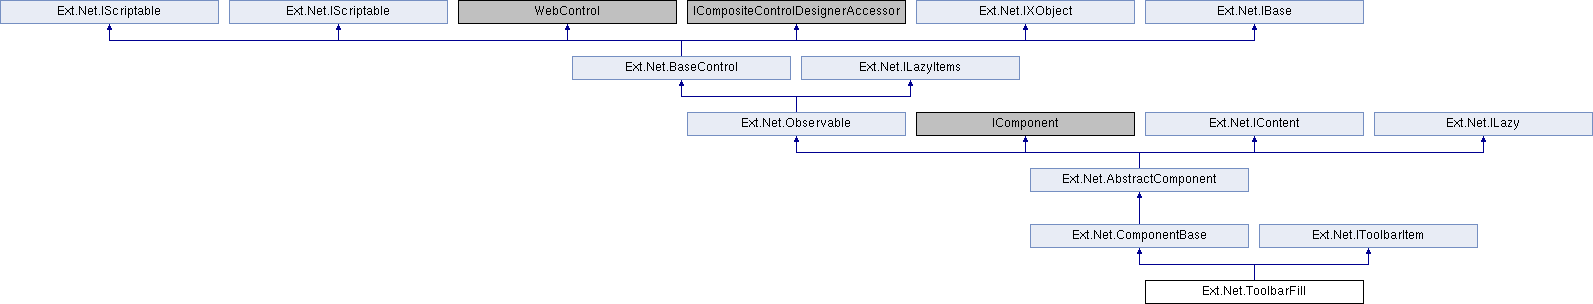 Ext.Net.IScriptable
Ext.Net.IScriptable
WebControl
ICompositeControlDesignerAccessor
Ext.Net.IXObject
Ext.Net.IBase
Ext.Net.BaseControl
Ext.Net.ILazyItems
Ext.Net.Observable
IComponent
Ext.Net.IContent
Ext.Net.ILazy
Ext.Net.AbstractComponent
Ext.Net.ComponentBase
Ext.Net.IToolbarItem
Ext.Net.ToolbarFill